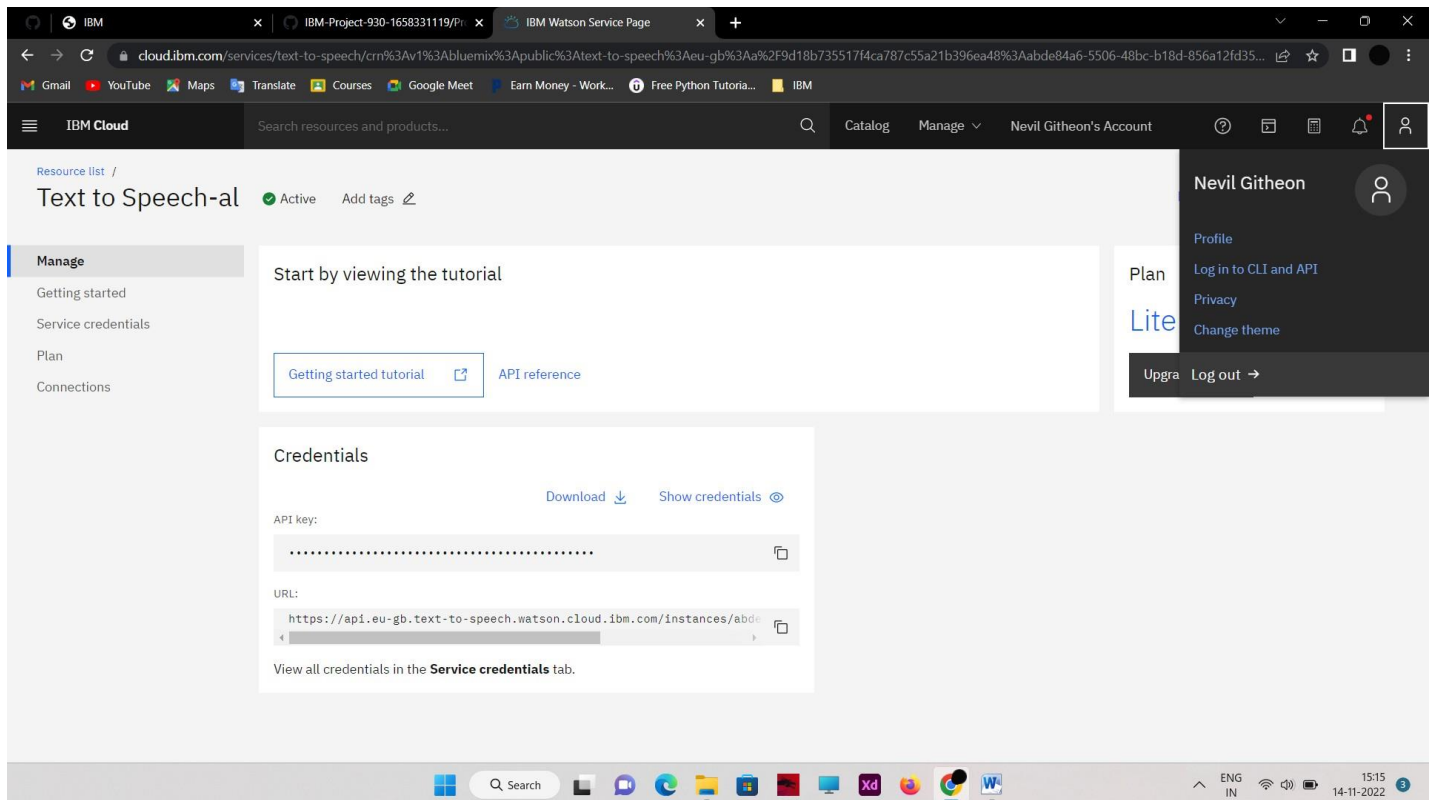 IBM
IBM-Project-930-1658331119/Pr
IBM Watson Service Page
cloud.ibm.com/services/text-to-speech/crn%3Av1%3Abluemix%3Apublic%3Atext-to-speech%3Aeu-gb%3Aa%2F9d18b735517f4ca787c55a21b396ea48%3Aabde84a6-5506-48bc-b18d-856a12fd35...
Gmail YouTube Maps Translate Courses Google Meet Earn Money - Work... Free Python Tutoria... IBM
IBM Cloud Search resources and products... Catalog Manage Nevil Githeon's Account
Resource list /
Text to Speech-al Active Add tags
Nevil Githeon
Profile
Log in to CLI and API
Privacy
Change theme
Log out →
Manage
Getting started
Service credentials
Plan
Connections
Start by viewing the tutorial
Getting started tutorial API reference
Plan
Lite
Upgra
Credentials
Download Show credentials
API key:
••••••••••••••••••••••••••••••••••••••••••••
URL:
https://api.eu-gb.text-to-speech.watson.cloud.ibm.com/instances/abde
View all credentials in the Service credentials tab.
Search
Xd
W
ENG
IN
15:15
14-11-2022
3